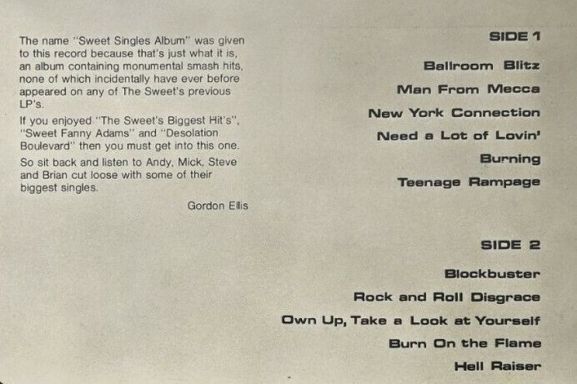 The name "Sweet Singles Album" was given
to this record because that's just what it is,
an album containing monumental smash hits,
none of which incidentally have ever before
appeared on any of The Sweet's previous
LP's.
If you enjoyed "The Sweet's Biggest Hit's",
"Sweet Fanny Adams" and "Desolation
Boulevard" then you must get into this one.
So sit back and listen to Andy, Mick, Steve
and Brian cut loose with some of their
biggest singles.
Gordon Ellis
SIDE 1
Ballroom Blitz
Man From Mecca
New York Connection
Need a Lot of Lovin'
Burning
Teenage Rampage
SIDE 2
Blockbuster
Rock and Roll Disgrace
Own Up, Take a Look at Yourself
Burn On the Flame
Hell Raiser